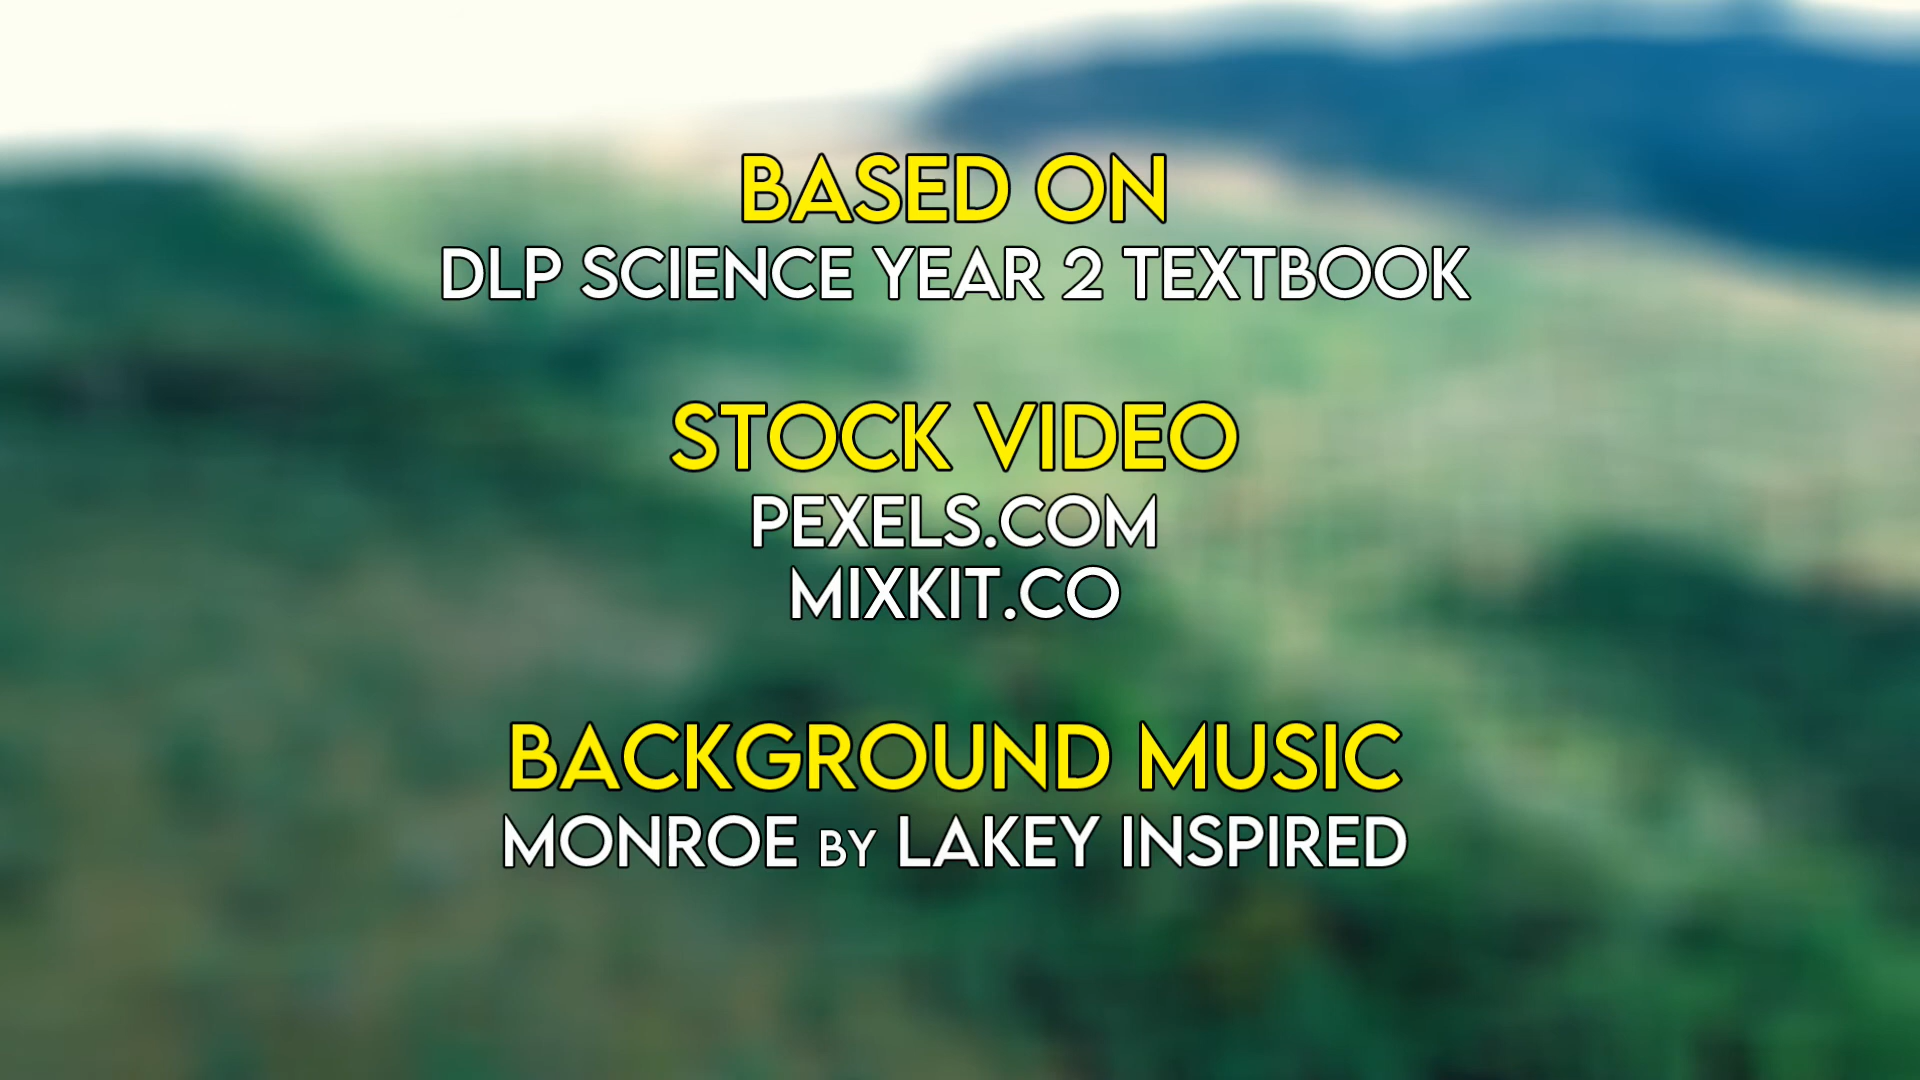 BASED ON
DLP SCIENCE YEAR 2 TEXTBOOK
STOCK VIDEO
PEXELS.COM
MIXKIT.CO
BACKGROUND MUSIC
MONROE BY LAKEY INSPIRED